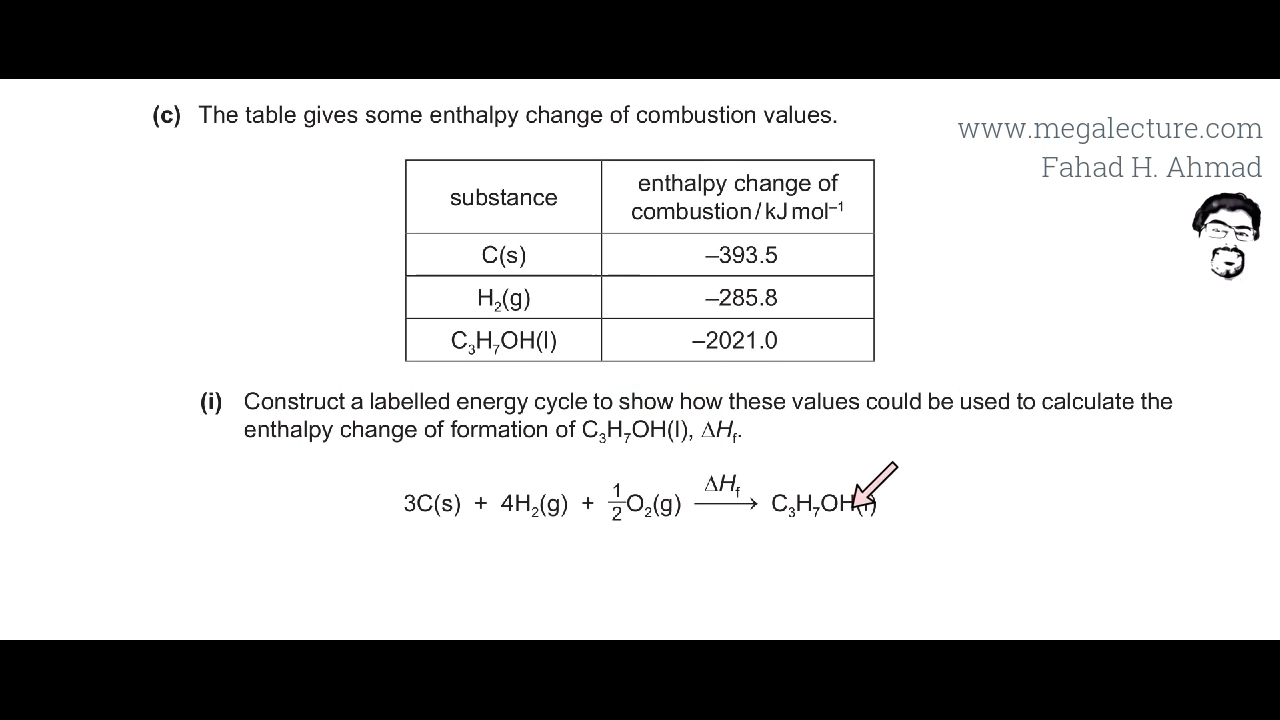 (c) The table gives some enthalpy change of combustion values.
www.megalecture.com
Fahad H. Ahmad
substance
enthalpy change of
combustion / kJ mol⁻¹
C(s)
–393.5
H₂(g)
–285.8
C₃H₇OH(l)
–2021.0
(i) Construct a labelled energy cycle to show how these values could be used to calculate the
enthalpy change of formation of C₃H₇OH(l), ΔHf.
3C(s) + 4H₂(g) + ½O₂(g) ⟶ C₃H₇OH(l)
ΔHf